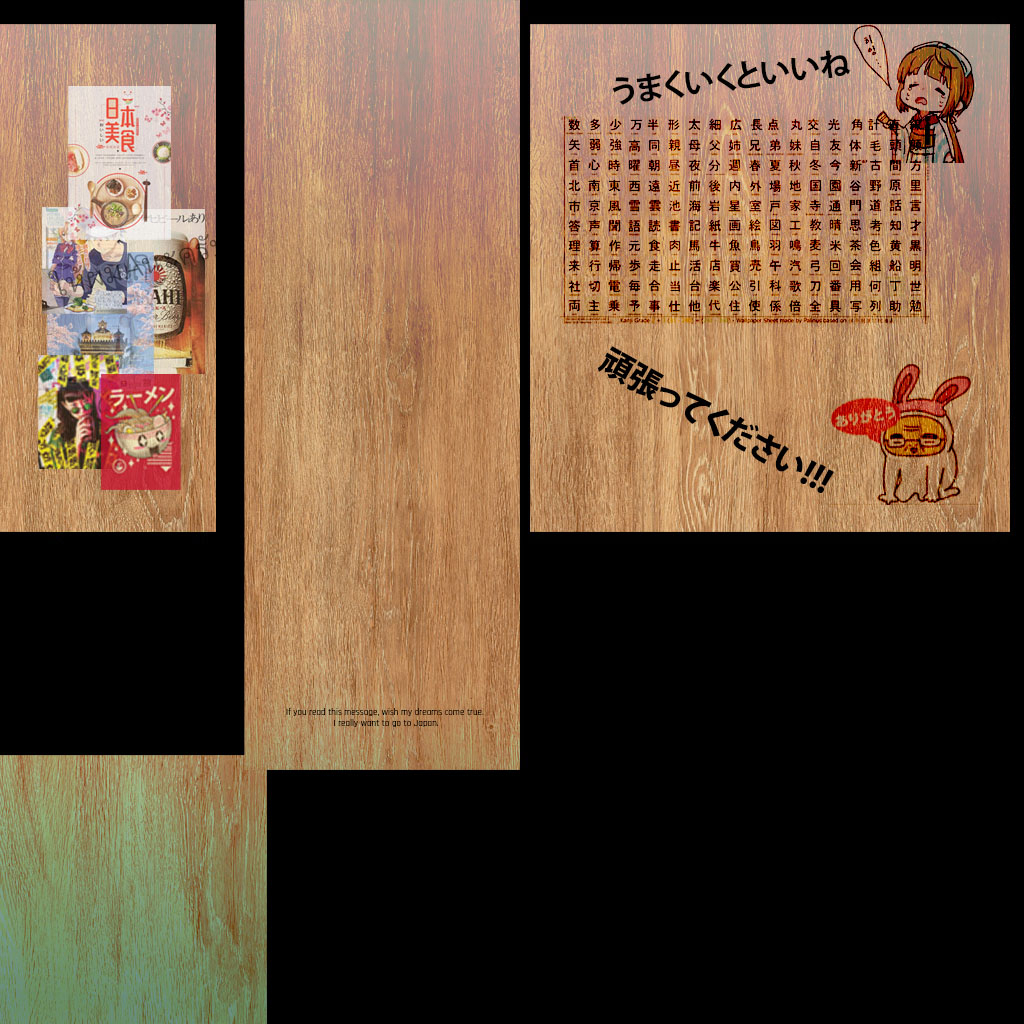 日本
美食
ビールあり
ラーメン
If you read this message, wish my dreams come true.
I really want to go to Japan.
うまくいくといいね
数 多 少 万 半 形 太 細 広 長 点 丸 交 光 角 計 直 線
矢 弱 強 高 同 親 母 父 姉 兄 弟 妹 自 友 体 毛 頭 顔
首 心 時 曜 朝 昼 夜 分 週 春 夏 秋 冬 今 新 古 間 方
北 南 東 西 遠 近 前 後 内 外 場 地 国 園 谷 野 原 里
市 京 風 雪 雲 池 海 岩 星 室 戸 家 寺 通 門 道 話 言
答 声 聞 語 読 書 記 紙 画 絵 図 工 教 晴 思 考 知 才
理 算 作 元 食 肉 馬 牛 魚 鳥 羽 鳴 麦 米 茶 色 黄 黒
来 行 帰 歩 走 止 活 店 買 売 午 汽 弓 回 会 組 船 明
社 切 電 毎 合 当 台 楽 公 引 科 歌 刀 番 用 何 丁 世
両 主 乗 予 事 仕 他 代 住 使 係 倍 全 具 写 列 助 勉
頑張ってください!!!
ありがとう